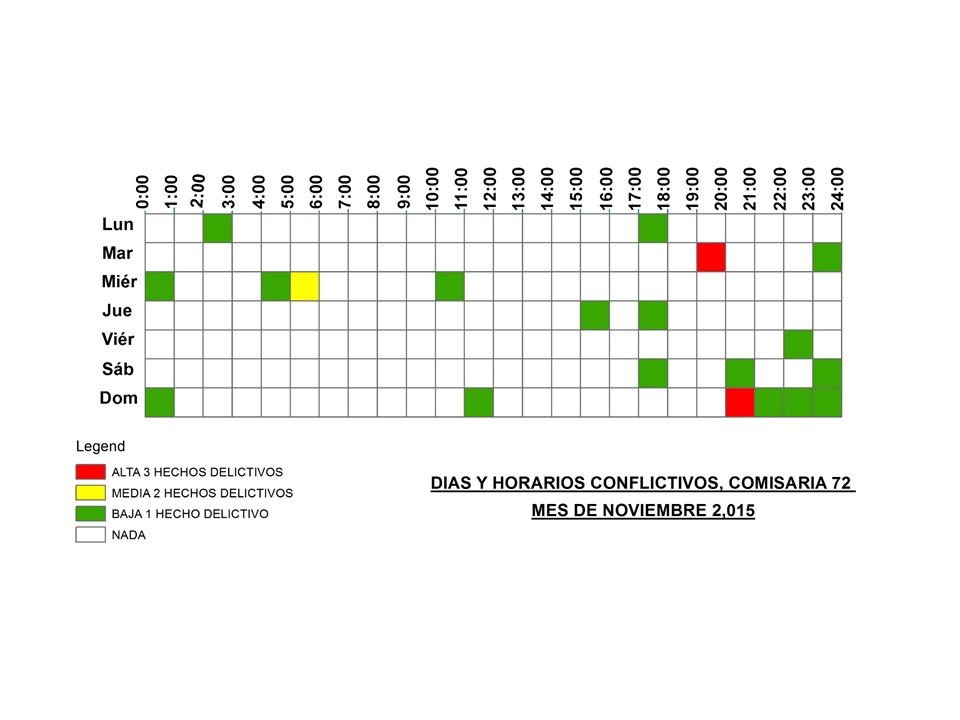 0:00 1:00 2:00 3:00 4:00 5:00 6:00 7:00 8:00 9:00 10:00 11:00 12:00 13:00 14:00 15:00 16:00 17:00 18:00 19:00 20:00 21:00 22:00 23:00 24:00
Lun
Mar
Miér
Jue
Viér
Sáb
Dom
Legend
ALTA 3 HECHOS DELICTIVOS
MEDIA 2 HECHOS DELICTIVOS
BAJA 1 HECHO DELICTIVO
NADA
DIAS Y HORARIOS CONFLICTIVOS, COMISARIA 72
MES DE NOVIEMBRE 2,015